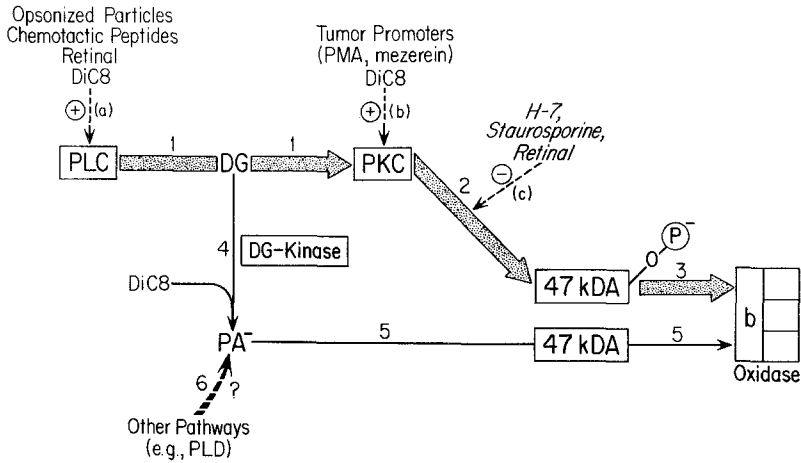 Opsonized Particles
Chemotactic Peptides
Retinal
DiC8
+ (a)
Tumor Promoters
(PMA, mezerein)
DiC8
+ (b)
H-7,
Staurosporine,
Retinal
− (c)
PLC
1
DG
1
PKC
2
4
DG-Kinase
DiC8
47 kDA
O
P⁻
3
b
Oxidase
PA⁻
5
47 kDA
5
6
?
Other Pathways
(e.g., PLD)